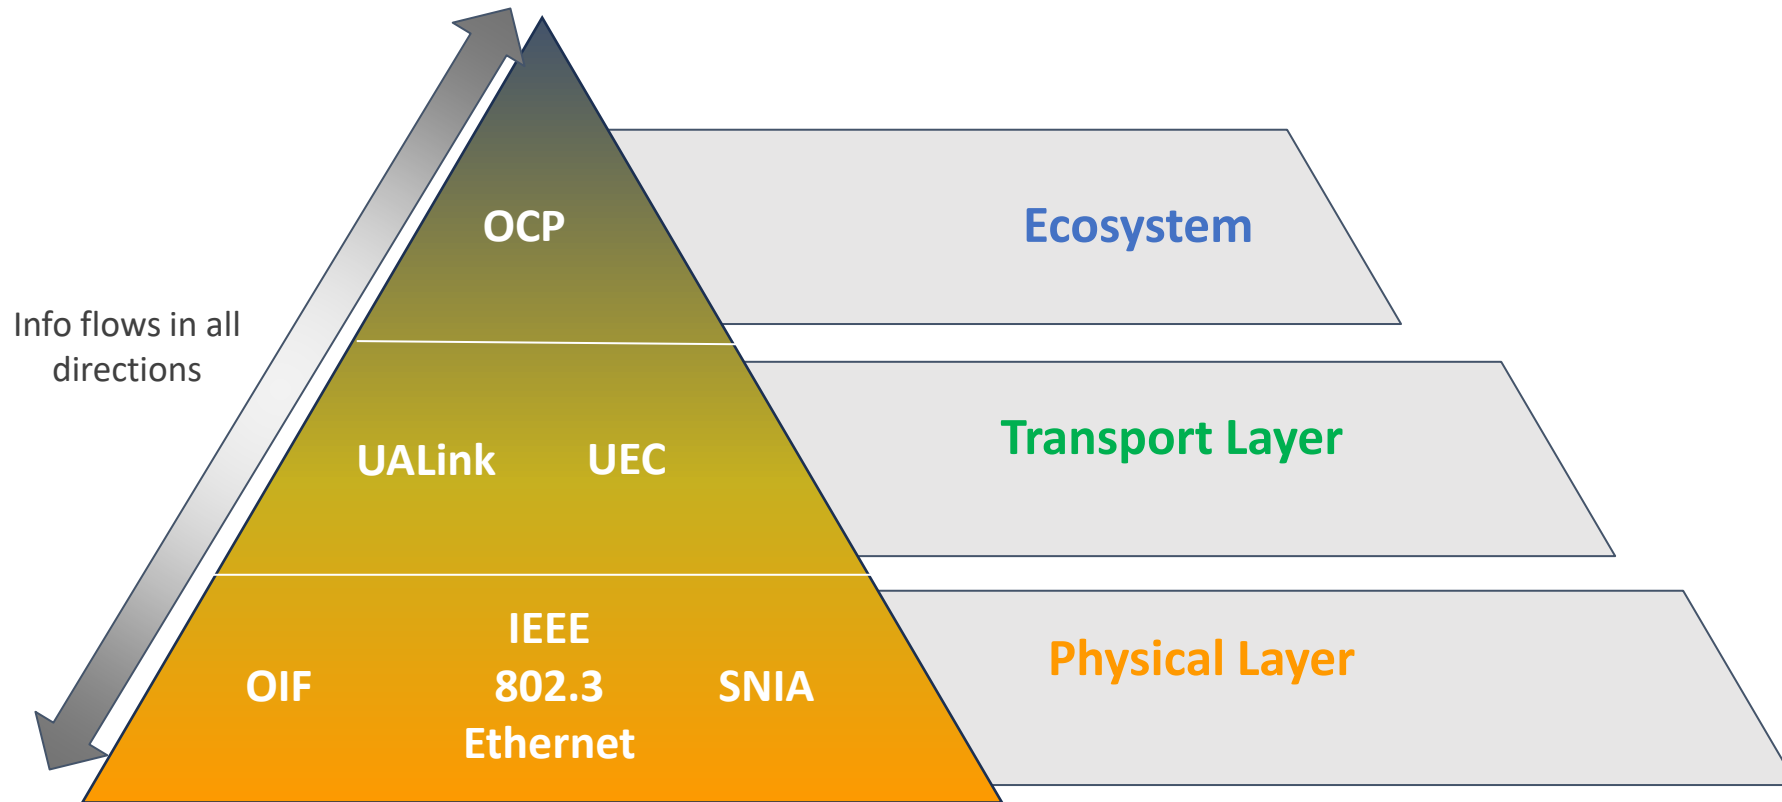 OCP
Ecosystem
Info flows in all
directions
UALink
UEC
Transport Layer
IEEE
802.3
Ethernet
OIF
SNIA
Physical Layer